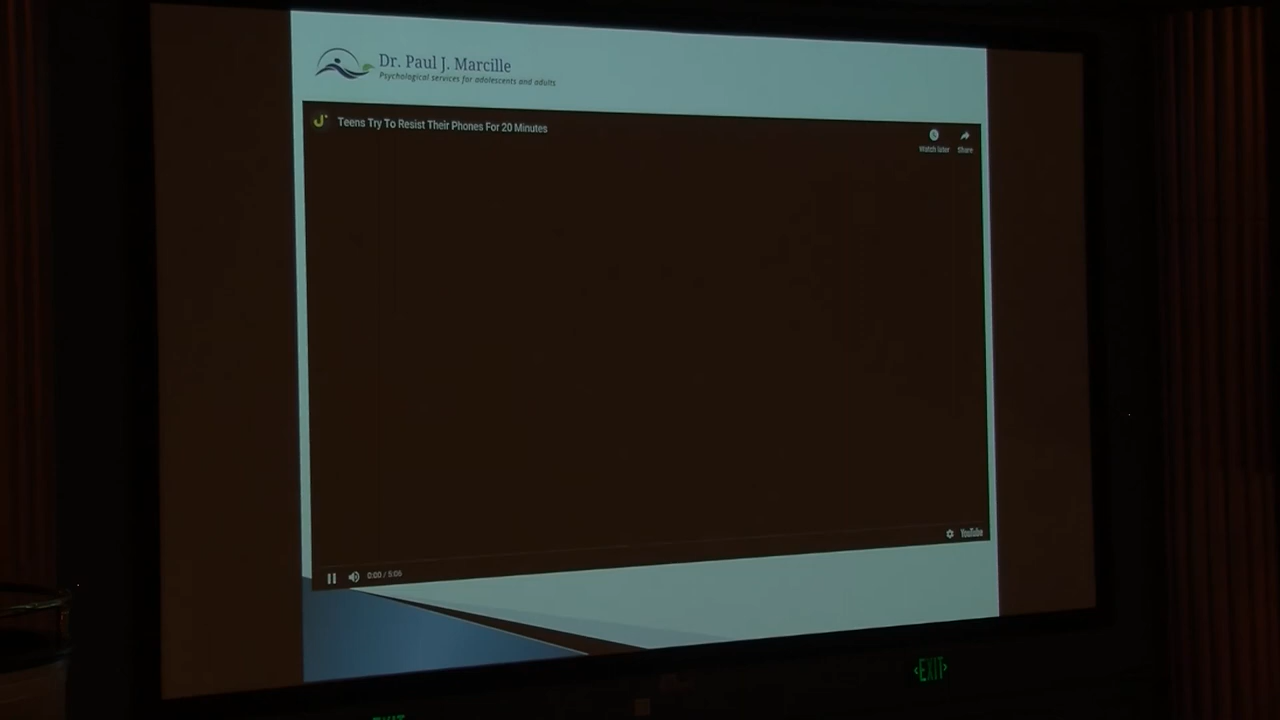 Dr. Paul J. Marcille
Psychological services for adolescents and adults
Teens Try To Resist Their Phones For 20 Minutes
Watch later
Share
YouTube
0:00 / 5:06
EXIT
EXIT